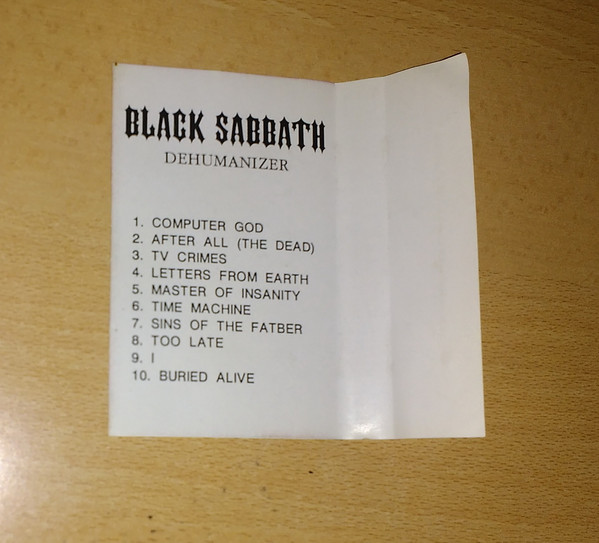 BLACK SABBATH
DEHUMANIZER
1. COMPUTER GOD
2. AFTER ALL (THE DEAD)
3. TV CRIMES
4. LETTERS FROM EARTH
5. MASTER OF INSANITY
6. TIME MACHINE
7. SINS OF THE FATBER
8. TOO LATE
9. I
10. BURIED ALIVE